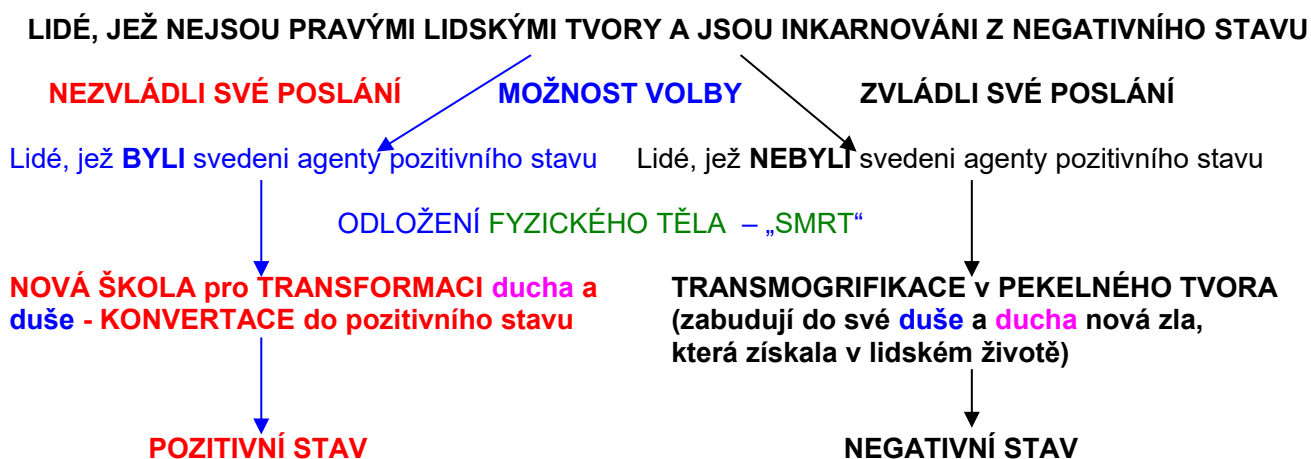 LIDÉ, JEŽ NEJSOU PRAVÝMI LIDSKÝMI TVORY A JSOU INKARNOVÁNI Z NEGATIVNÍHO STAVU
NEZVLÁDLI SVÉ POSLÁNÍ MOŽNOST VOLBY ZVLÁDLI SVÉ POSLÁNÍ
Lidé, jež BYLI svedeni agenty pozitivního stavu Lidé, jež NEBYLI svedeni agenty pozitivního stavu
ODLOŽENÍ FYZICKÉHO TĚLA – „SMRT“
NOVÁ ŠKOLA pro TRANSFORMACI ducha a
duše - KONVERTACE do pozitivního stavu
TRANSMOGRIFIKACE v PEKELNÉHO TVORA
(zabudují do své duše a ducha nová zla,
která získala v lidském životě)
POZITIVNÍ STAV NEGATIVNÍ STAV